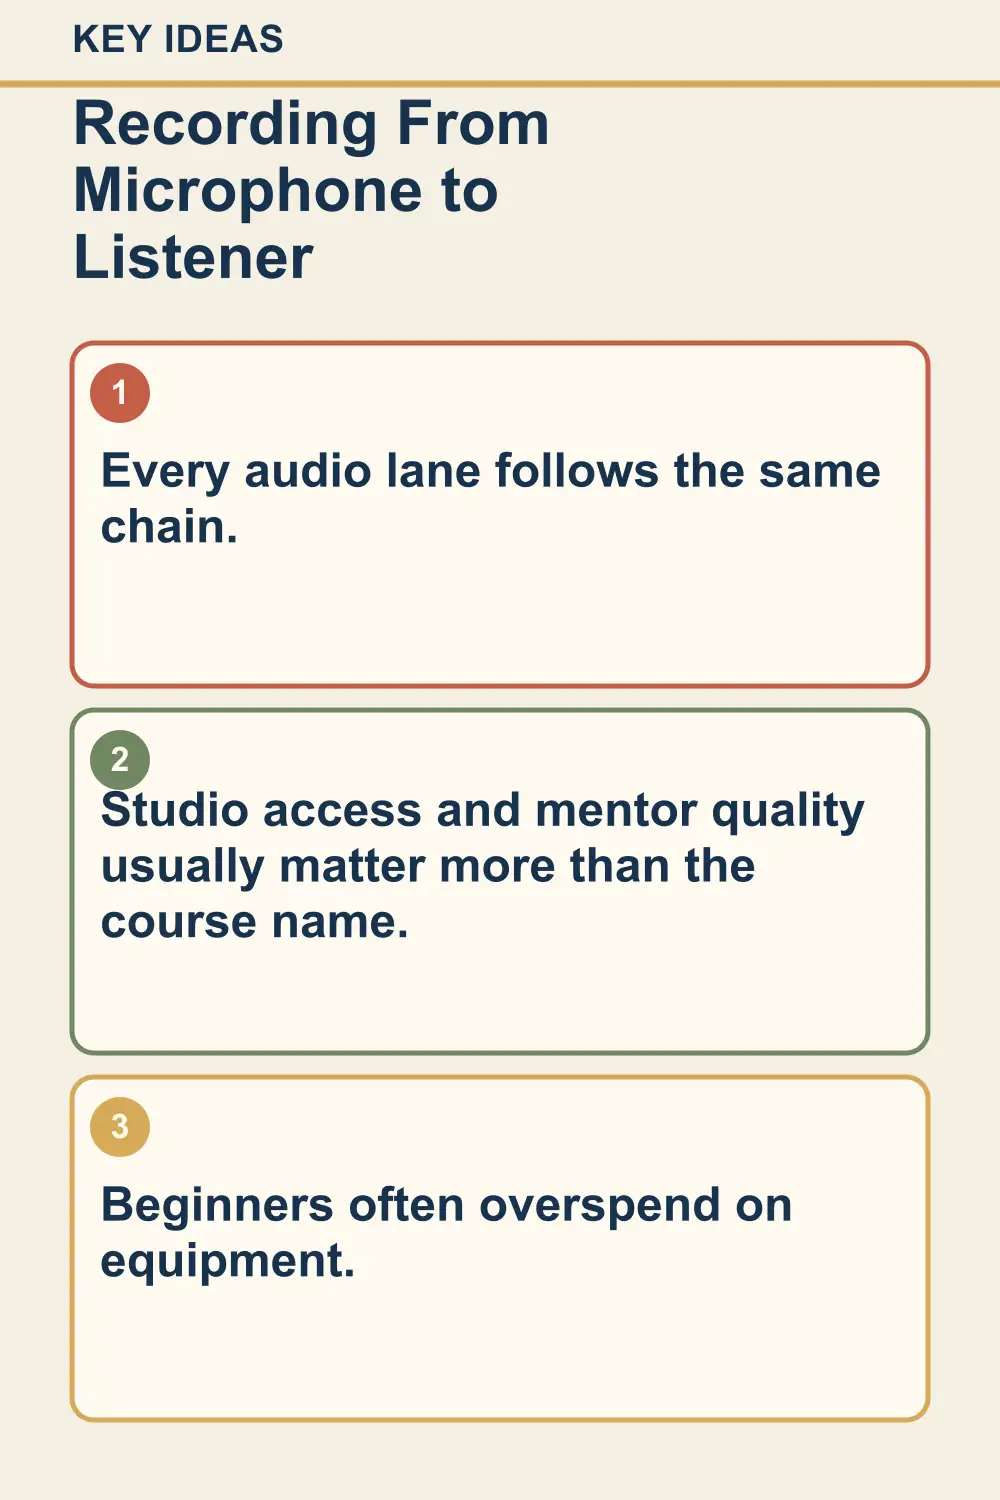 KEY IDEAS
Recording From
Microphone to
Listener
1
Every audio lane follows the same
chain.
2
Studio access and mentor quality
usually matter more than the
course name.
3
Beginners often overspend on
equipment.